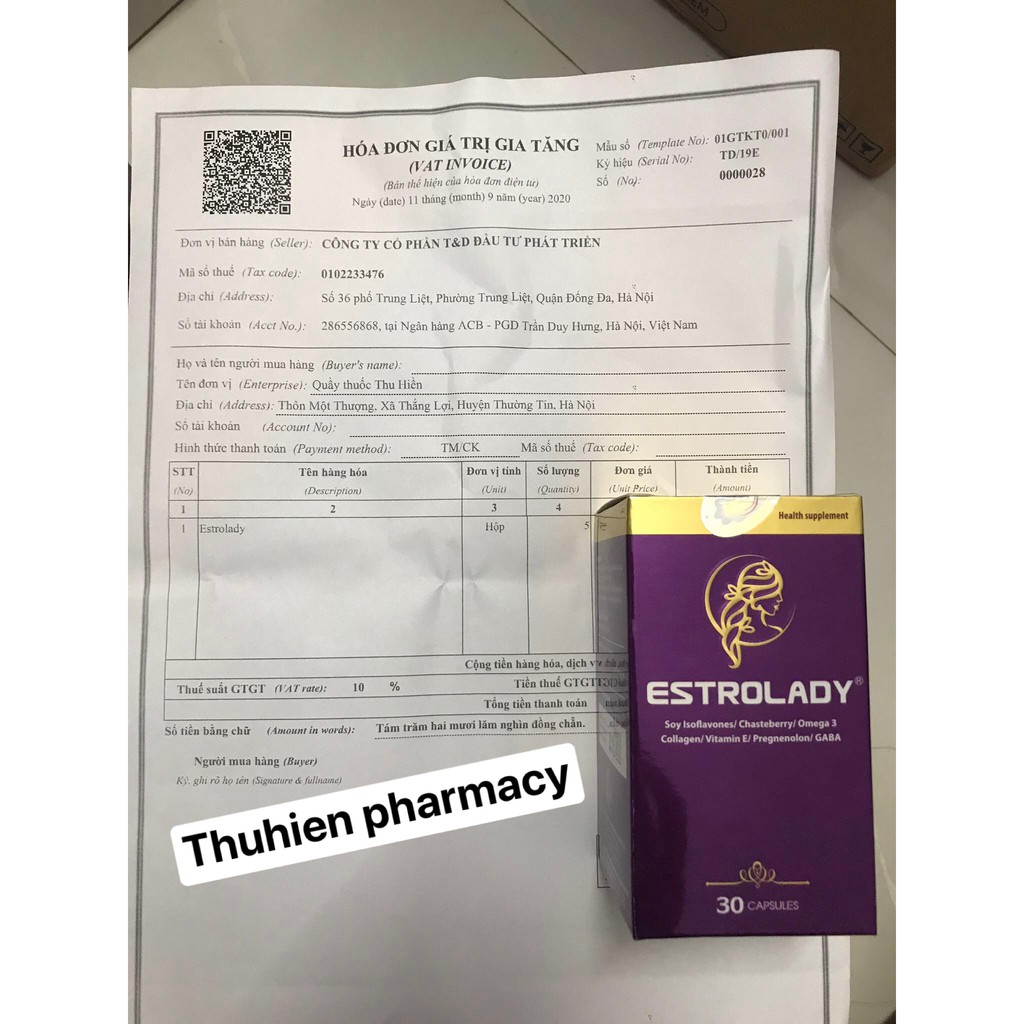 HÓA ĐƠN GIÁ TRỊ GIA TĂNG
(VAT INVOICE)
(Bản thể hiện của hóa đơn điện tử)
Ngày (date) 11 tháng (month) 9 năm (year) 2020
Mẫu số (Template No): 01GTKT0/001
Ký hiệu (Serial No): TD/19E
Số (No): 0000028
Đơn vị bán hàng (Seller): CÔNG TY CỔ PHẦN T&D ĐẦU TƯ PHÁT TRIỂN
Mã số thuế (Tax code): 0102233476
Địa chỉ (Address): Số 36 phố Trung Liệt, Phường Trung Liệt, Quận Đống Đa, Hà Nội
Số tài khoản (Acct No.): 286556868, tại Ngân hàng ACB - PGD Trần Duy Hưng, Hà Nội, Việt Nam
Họ và tên người mua hàng (Buyer's name):
Tên đơn vị (Enterprise): Quầy thuốc Thu Hiền
Địa chỉ (Address): Thôn Một Thượng, Xã Thắng Lợi, Huyện Thường Tín, Hà Nội
Số tài khoản (Account No):
Hình thức thanh toán (Payment method): TM/CK Mã số thuế (Tax code):
STT Tên hàng hóa Đơn vị tính Số lượng Đơn giá Thành tiền
(No) (Description) (Unit) (Quantity) (Unit Price) (Amount)
1 2 3 4
1 Estrolady Hộp 5
Cộng tiền hàng hóa, dịch vụ
Thuế suất GTGT (VAT rate): 10 % Tiền thuế GTGT
Tổng tiền thanh toán
Số tiền bằng chữ (Amount in words): Tám trăm hai mươi lăm nghìn đồng chẵn.
Người mua hàng (Buyer)
Ký, ghi rõ họ tên (Signature & fullname)
Thuhien pharmacy
Health supplement
ESTROLADY®
Soy Isoflavones/ Chasteberry/ Omega 3
Collagen/ Vitamin E/ Pregnenolon/ GABA
30 CAPSULES